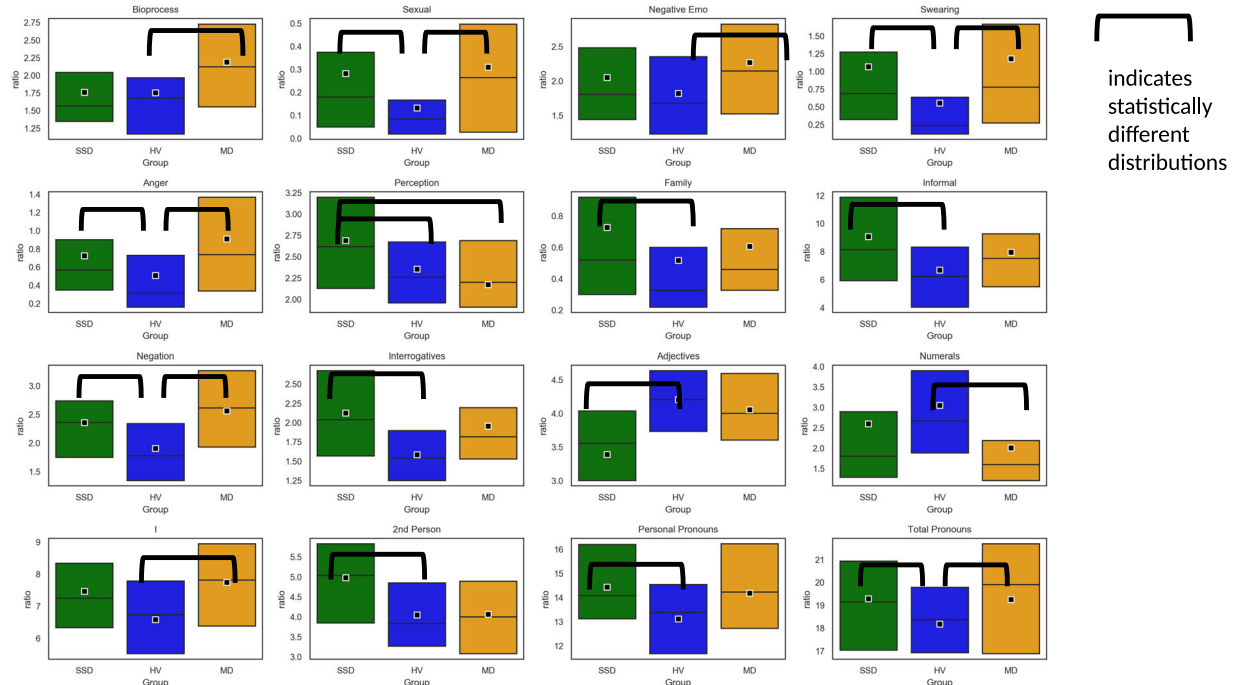 Bioprocess
2.75
2.50
2.25
2.00
1.75
1.50
1.25
ratio
SSD HV MD
Group
Sexual
0.5
0.4
0.3
0.2
0.1
0.0
ratio
SSD HV MD
Group
Negative Emo
2.5
2.0
1.5
ratio
SSD HV MD
Group
Swearing
1.50
1.25
1.00
0.75
0.50
0.25
ratio
SSD HV MD
Group
indicates
statistically
different
distributions
Anger
1.4
1.2
1.0
0.8
0.6
0.4
0.2
ratio
SSD HV MD
Group
Perception
3.25
3.00
2.75
2.50
2.25
2.00
ratio
SSD HV MD
Group
Family
0.8
0.6
0.4
0.2
ratio
SSD HV MD
Group
Informal
12
10
8
6
4
ratio
SSD HV MD
Group
Negation
3.0
2.5
2.0
1.5
ratio
SSD HV MD
Group
Interrogatives
2.50
2.25
2.00
1.75
1.50
1.25
ratio
SSD HV MD
Group
Adjectives
4.5
4.0
3.5
3.0
ratio
SSD HV MD
Group
Numerals
4.0
3.5
3.0
2.5
2.0
1.5
ratio
SSD HV MD
Group
I
9
8
7
6
ratio
SSD HV MD
Group
2nd Person
5.5
5.0
4.5
4.0
3.5
3.0
ratio
SSD HV MD
Group
Personal Pronouns
16
15
14
13
12
ratio
SSD HV MD
Group
Total Pronouns
21
20
19
18
17
ratio
SSD HV MD
Group